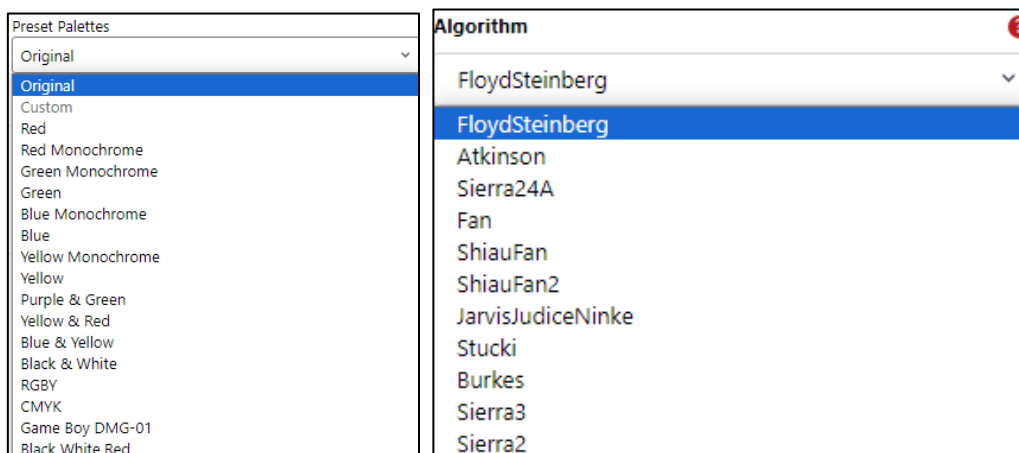 Preset Palettes
Original
Original
Custom
Red
Red Monochrome
Green Monochrome
Green
Blue Monochrome
Blue
Yellow Monochrome
Yellow
Purple & Green
Yellow & Red
Blue & Yellow
Black & White
RGBY
CMYK
Game Boy DMG-01
Black White Red
Algorithm
FloydSteinberg
FloydSteinberg
Atkinson
Sierra24A
Fan
ShiauFan
ShiauFan2
JarvisJudiceNinke
Stucki
Burkes
Sierra3
Sierra2